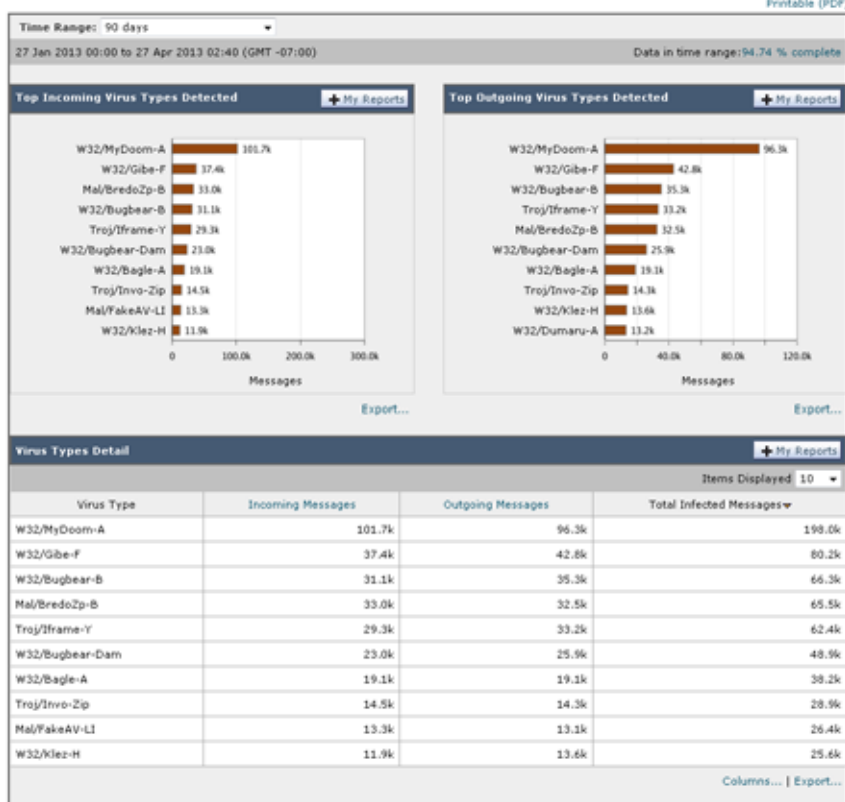 Printable (PDF
Time Range: 90 days
27 Jan 2013 00:00 to 27 Apr 2013 02:40 (GMT -07:00) Data in time range:94.74 % complete
Top Incoming Virus Types Detected + My Reports
W32/MyDoom-A 101.7k
W32/Gibe-F 37.4k
Mal/BredoZp-B 33.0k
W32/Bugbear-B 31.1k
Troj/Iframe-Y 29.3k
W32/Bugbear-Dam 23.0k
W32/Bagle-A 19.1k
Troj/Invo-Zip 14.5k
Mal/FakeAV-LI 13.3k
W32/Klez-H 11.9k
0 100.0k 200.0k 300.0k
Messages
Export...
Top Outgoing Virus Types Detected + My Reports
W32/MyDoom-A 96.3k
W32/Gibe-F 42.8k
W32/Bugbear-B 35.3k
Troj/Iframe-Y 33.2k
Mal/BredoZp-B 32.5k
W32/Bugbear-Dam 25.9k
W32/Bagle-A 19.1k
Troj/Invo-Zip 14.3k
W32/Klez-H 13.6k
W32/Dumaru-A 13.2k
0 40.0k 80.0k 120.0k
Messages
Export...
Virus Types Detail + My Reports
Items Displayed 10
Virus Type Incoming Messages Outgoing Messages Total Infected Messages
W32/MyDoom-A 101.7k 96.3k 198.0k
W32/Gibe-F 37.4k 42.8k 80.2k
W32/Bugbear-B 31.1k 35.3k 66.3k
Mal/BredoZp-B 33.0k 32.5k 65.5k
Troj/Iframe-Y 29.3k 33.2k 62.4k
W32/Bugbear-Dam 23.0k 25.9k 48.9k
W32/Bagle-A 19.1k 19.1k 38.2k
Troj/Invo-Zip 14.5k 14.3k 28.9k
Mal/FakeAV-LI 13.3k 13.1k 26.4k
W32/Klez-H 11.9k 13.6k 25.6k
Columns... | Export...